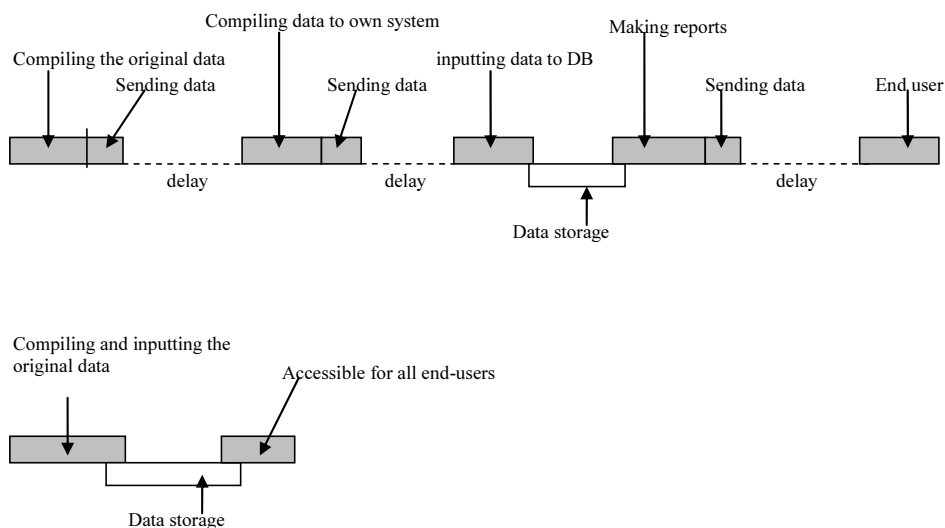 Compiling data to own system
Making reports
Compiling the original data
inputting data to DB
Sending data
Sending data
Sending data
End user
delay
delay
delay
Data storage
Compiling and inputting the
original data
Accessible for all end-users
Data storage